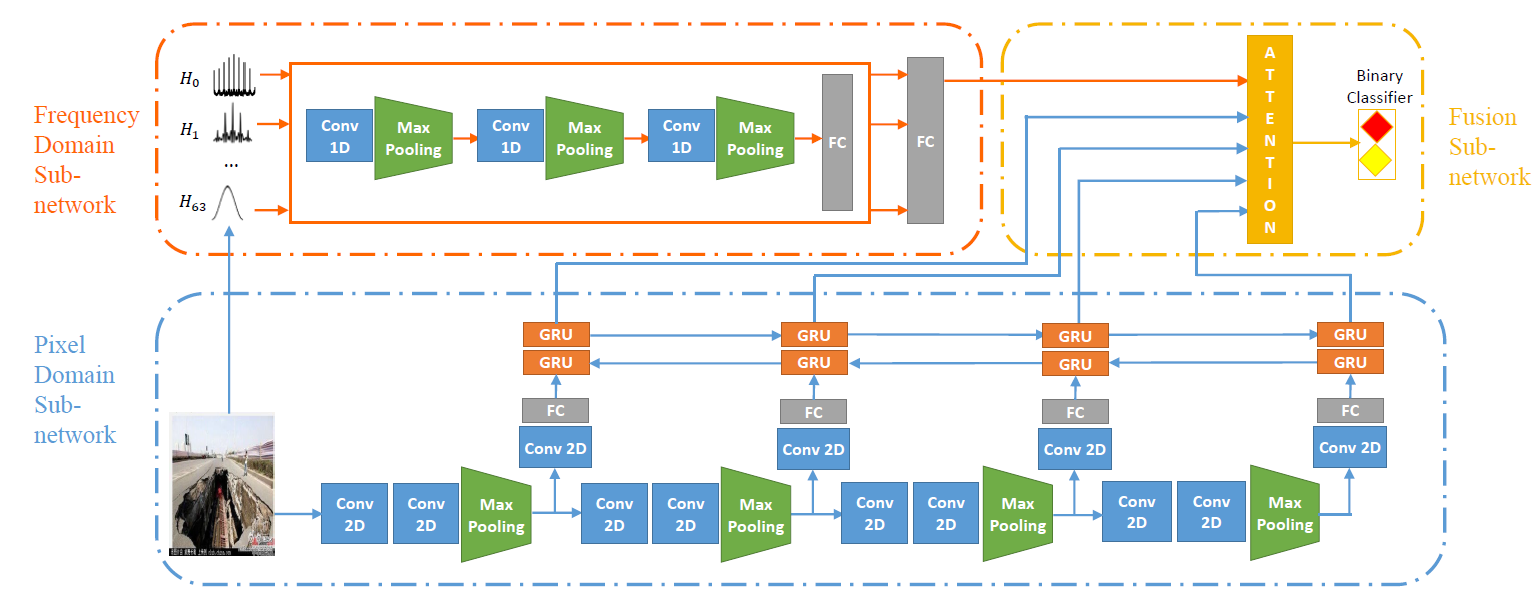 Frequency
Domain
Sub-
network
H0
H1
...
H63
Conv
1D
Max
Pooling
Conv
1D
Max
Pooling
Conv
1D
Max
Pooling
FC
FC
ATTENTION
Binary
Classifier
Fusion
Sub-
network
Pixel
Domain
Sub-
network
GRU
GRU
GRU
GRU
GRU
GRU
GRU
GRU
FC
FC
FC
FC
Conv 2D
Conv 2D
Conv 2D
Conv 2D
Conv
2D
Conv
2D
Max
Pooling
Conv
2D
Conv
2D
Max
Pooling
Conv
2D
Conv
2D
Max
Pooling
Conv
2D
Conv
2D
Max
Pooling